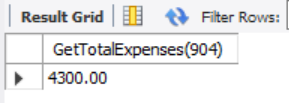 Result Grid Filter Rows:
GetTotalExpenses(904)
4300.00